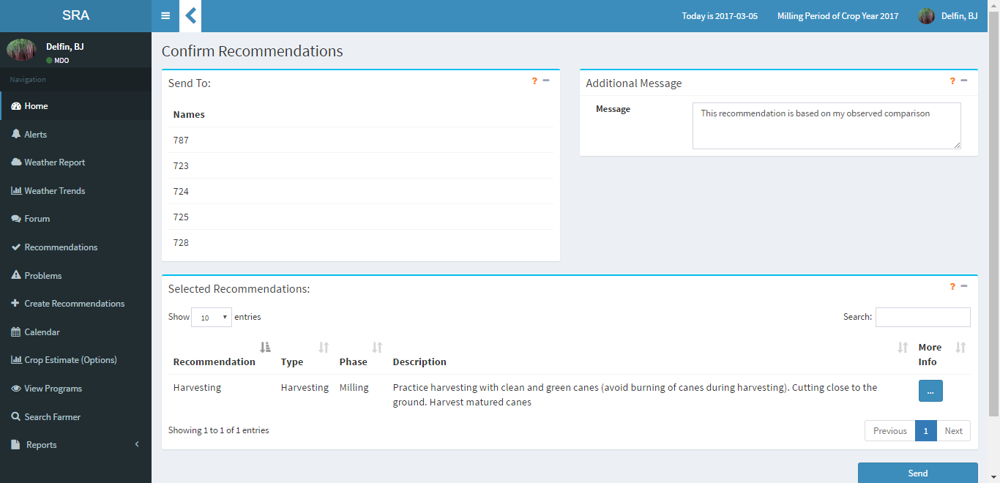 SRA
Today is 2017-03-05
Milling Period of Crop Year 2017
Delfin, BJ
Delfin, BJ
MDO
Navigation
Home
Alerts
Weather Report
Weather Trends
Forum
Recommendations
Problems
Create Recommendations
Calendar
Crop Estimate (Options)
View Programs
Search Farmer
Reports
Confirm Recommendations
Send To:
?
Names
787
723
724
725
728
Additional Message
?
Message
This recommendation is based on my observed comparison
Selected Recommendations:
?
Show 10 entries
Search:
Recommendation Type Phase Description More Info
Harvesting Harvesting Milling Practice harvesting with clean and green canes (avoid burning of canes during harvesting). Cutting close to the
ground. Harvest matured canes
...
Showing 1 to 1 of 1 entries
Previous 1 Next
Send